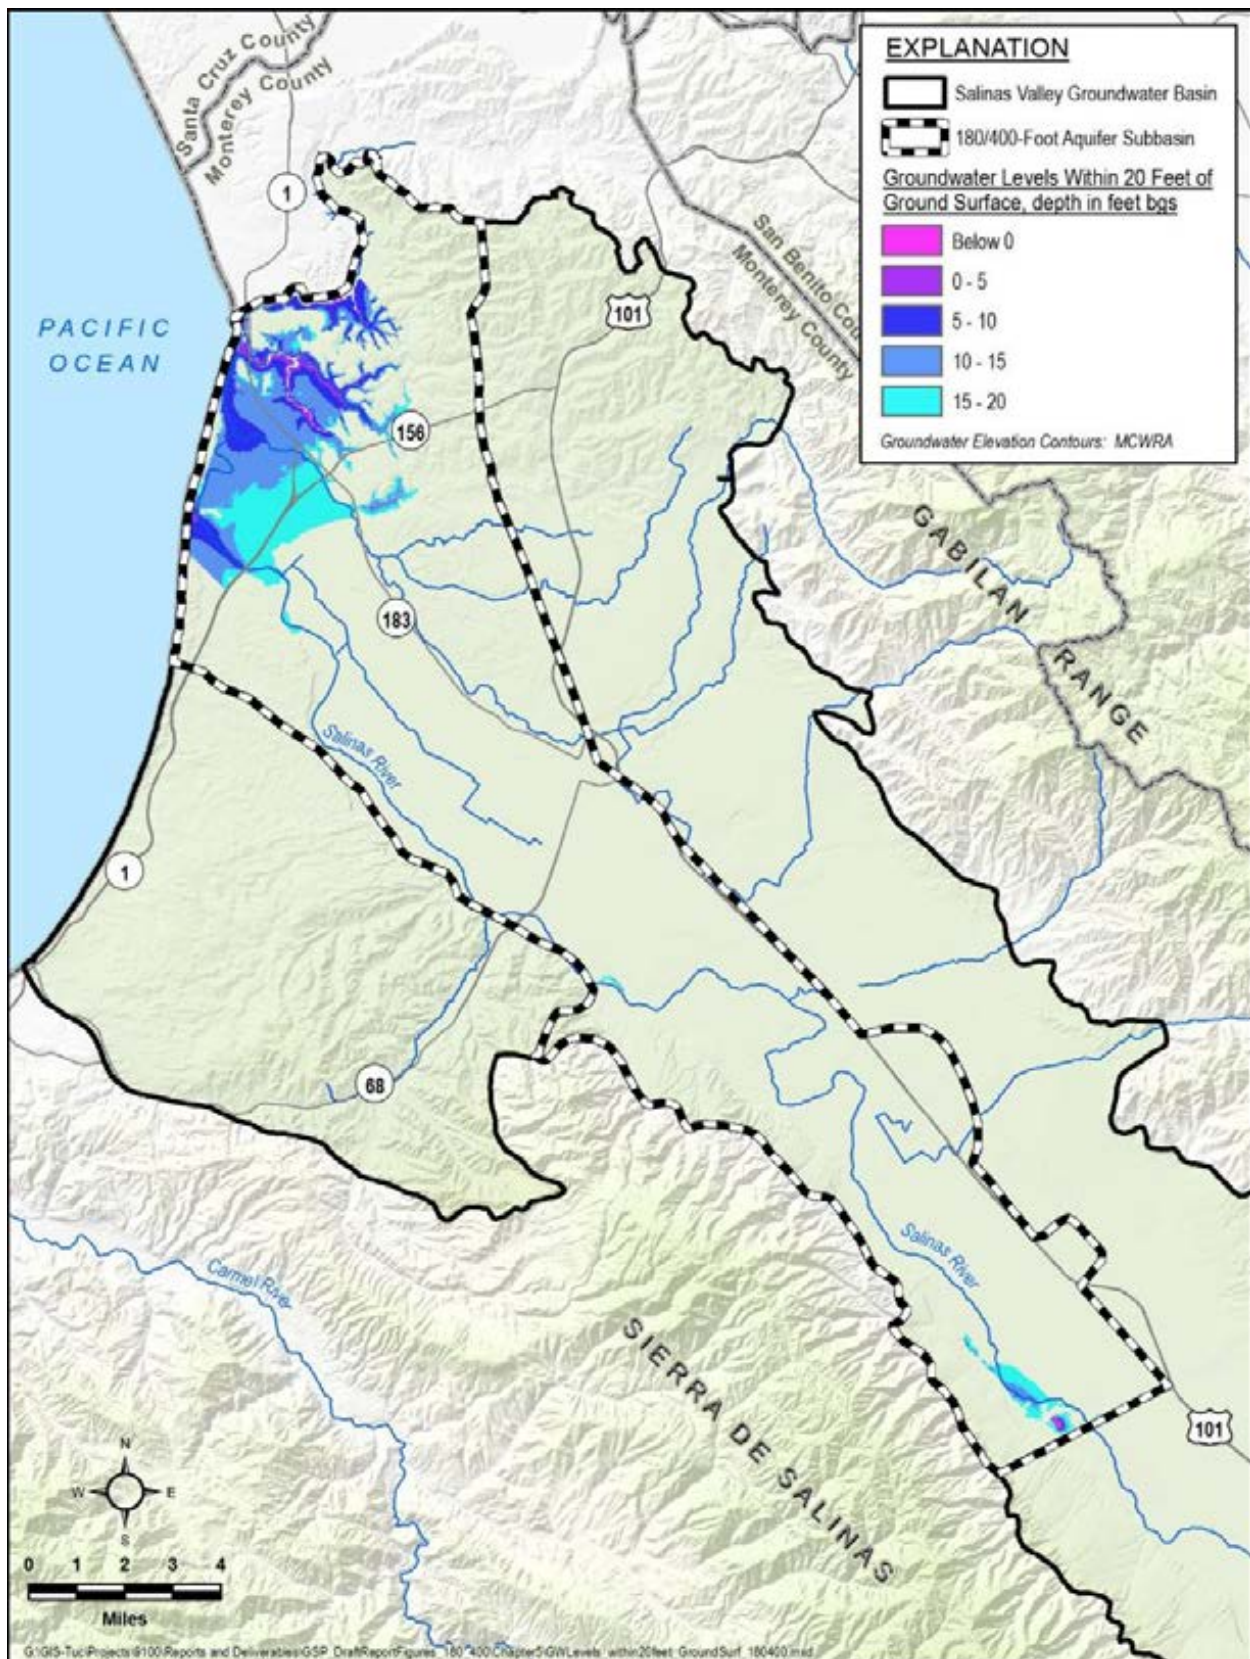 EXPLANATION
Salinas Valley Groundwater Basin
180/400-Foot Aquifer Subbasin
Groundwater Levels Within 20 Feet of
Ground Surface, depth in feet bgs
Below 0
0 - 5
5 - 10
10 - 15
15 - 20
Groundwater Elevation Contours: MCWRA
Santa Cruz County
Monterey County
1
San Benito
Monterey County
101
PACIFIC
OCEAN
156
GABILAN
RANGE
183
Salinas River
1
68
Salinas River
Carmel River
SIERRA DE SALINAS
101
N
W
E
S
0 1 2 3 4
Miles